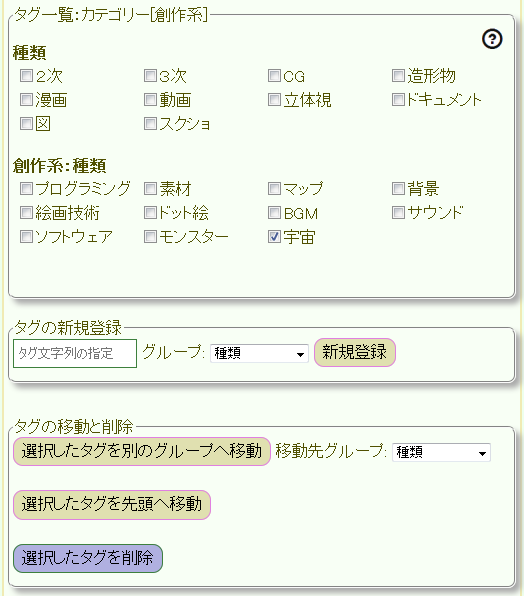 タグ一覧:カテゴリー[創作系]
?
種類
2次 3次 CG 造形物
漫画 動画 立体視 ドキュメント
図 スクショ
創作系:種類
プログラミング 素材 マップ 背景
絵画技術 ドット絵 BGM サウンド
ソフトウェア モンスター 宇宙
タグの新規登録
タグ文字列の指定 グループ: 種類 新規登録
タグの移動と削除
選択したタグを別のグループへ移動 移動先グループ: 種類
選択したタグを先頭へ移動
選択したタグを削除